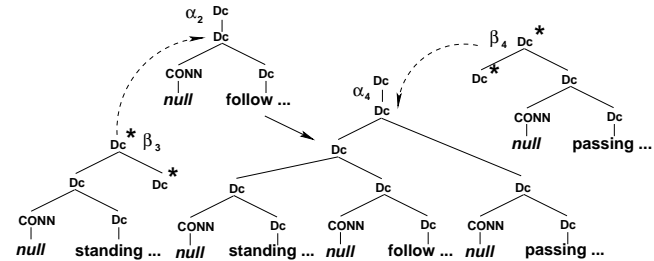 α2 Dc
Dc β4 Dc*
CONN Dc Dc Dc* Dc
null follow ... α4 Dc CONN Dc
Dc* β3 Dc null passing ...
Dc Dc* Dc Dc Dc Dc
CONN Dc CONN Dc CONN Dc CONN Dc
null standing ... null standing ... null follow ... null passing ...